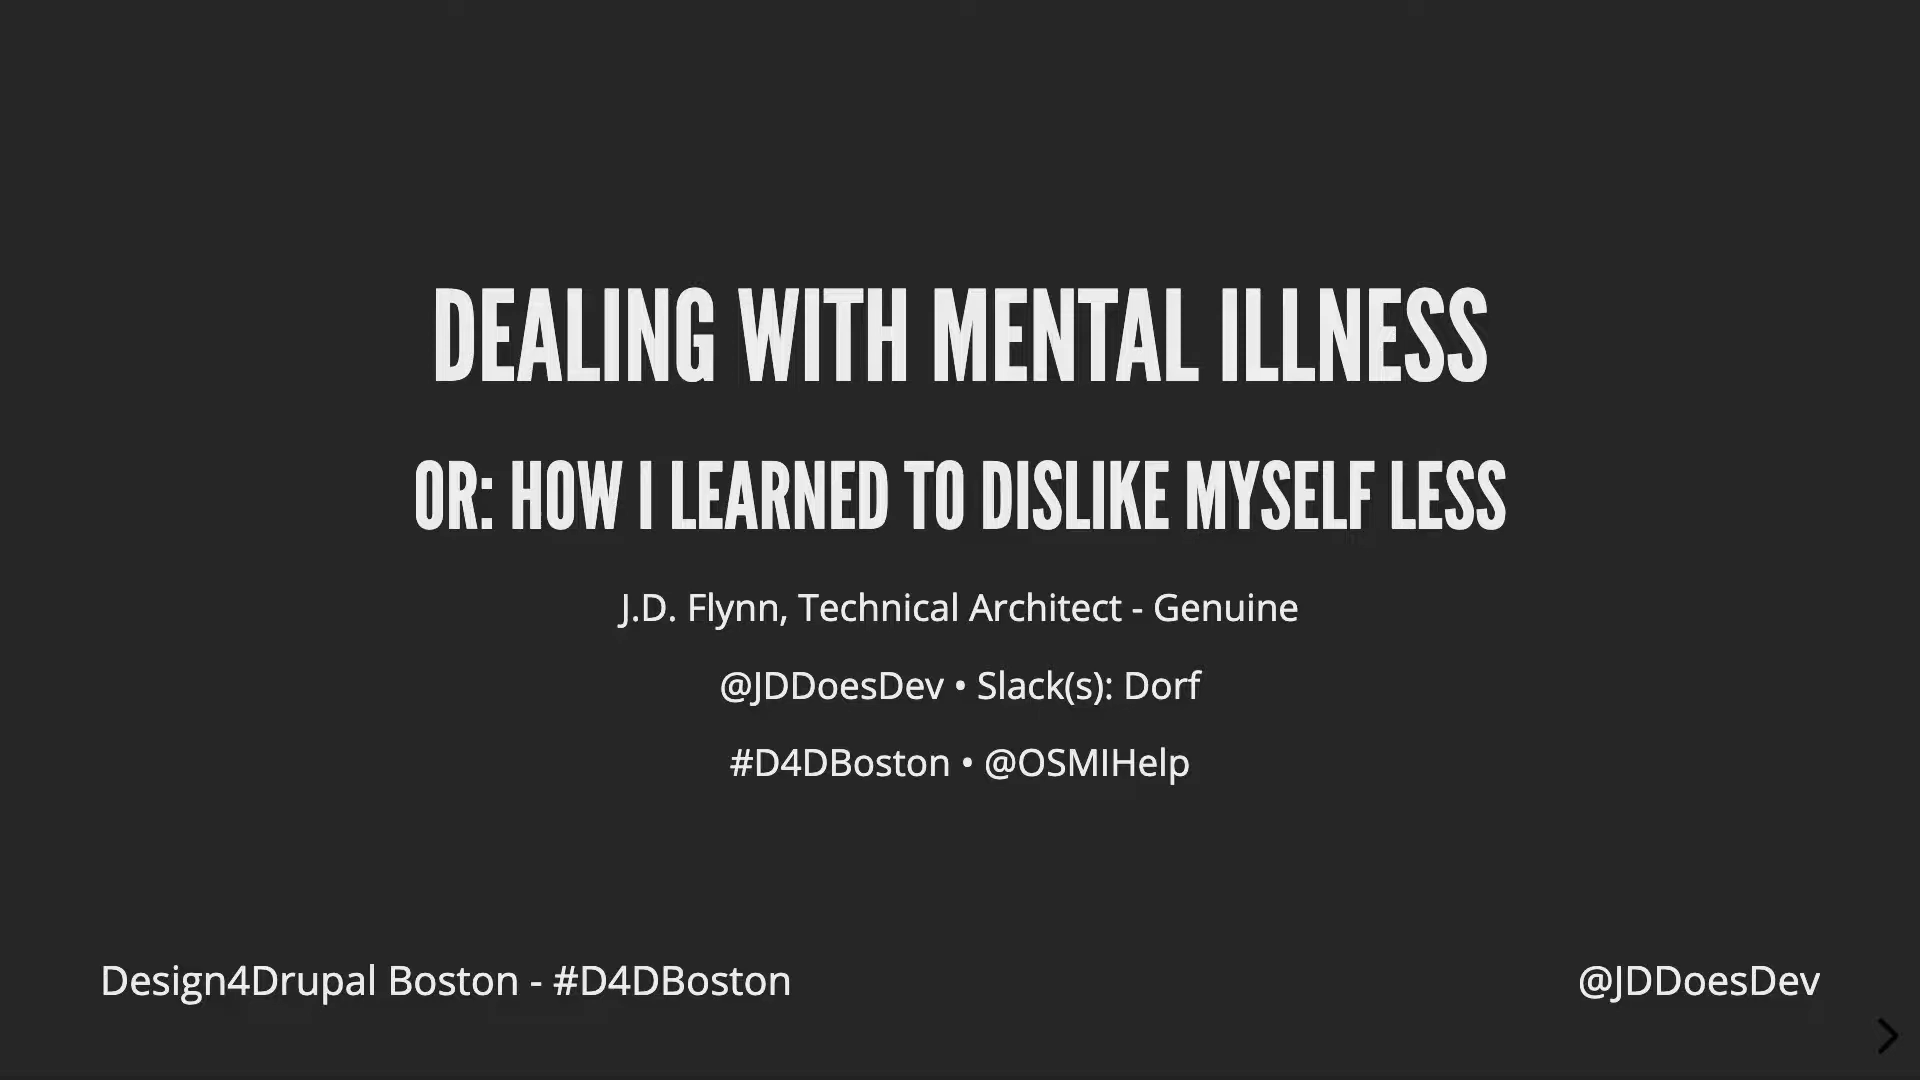 DEALING WITH MENTAL ILLNESS
OR: HOW I LEARNED TO DISLIKE MYSELF LESS
J.D. Flynn, Technical Architect - Genuine
@JDDoesDev • Slack(s): Dorf
#D4DBoston • @OSMIHelp
Design4Drupal Boston - #D4DBoston
@JDDoesDev